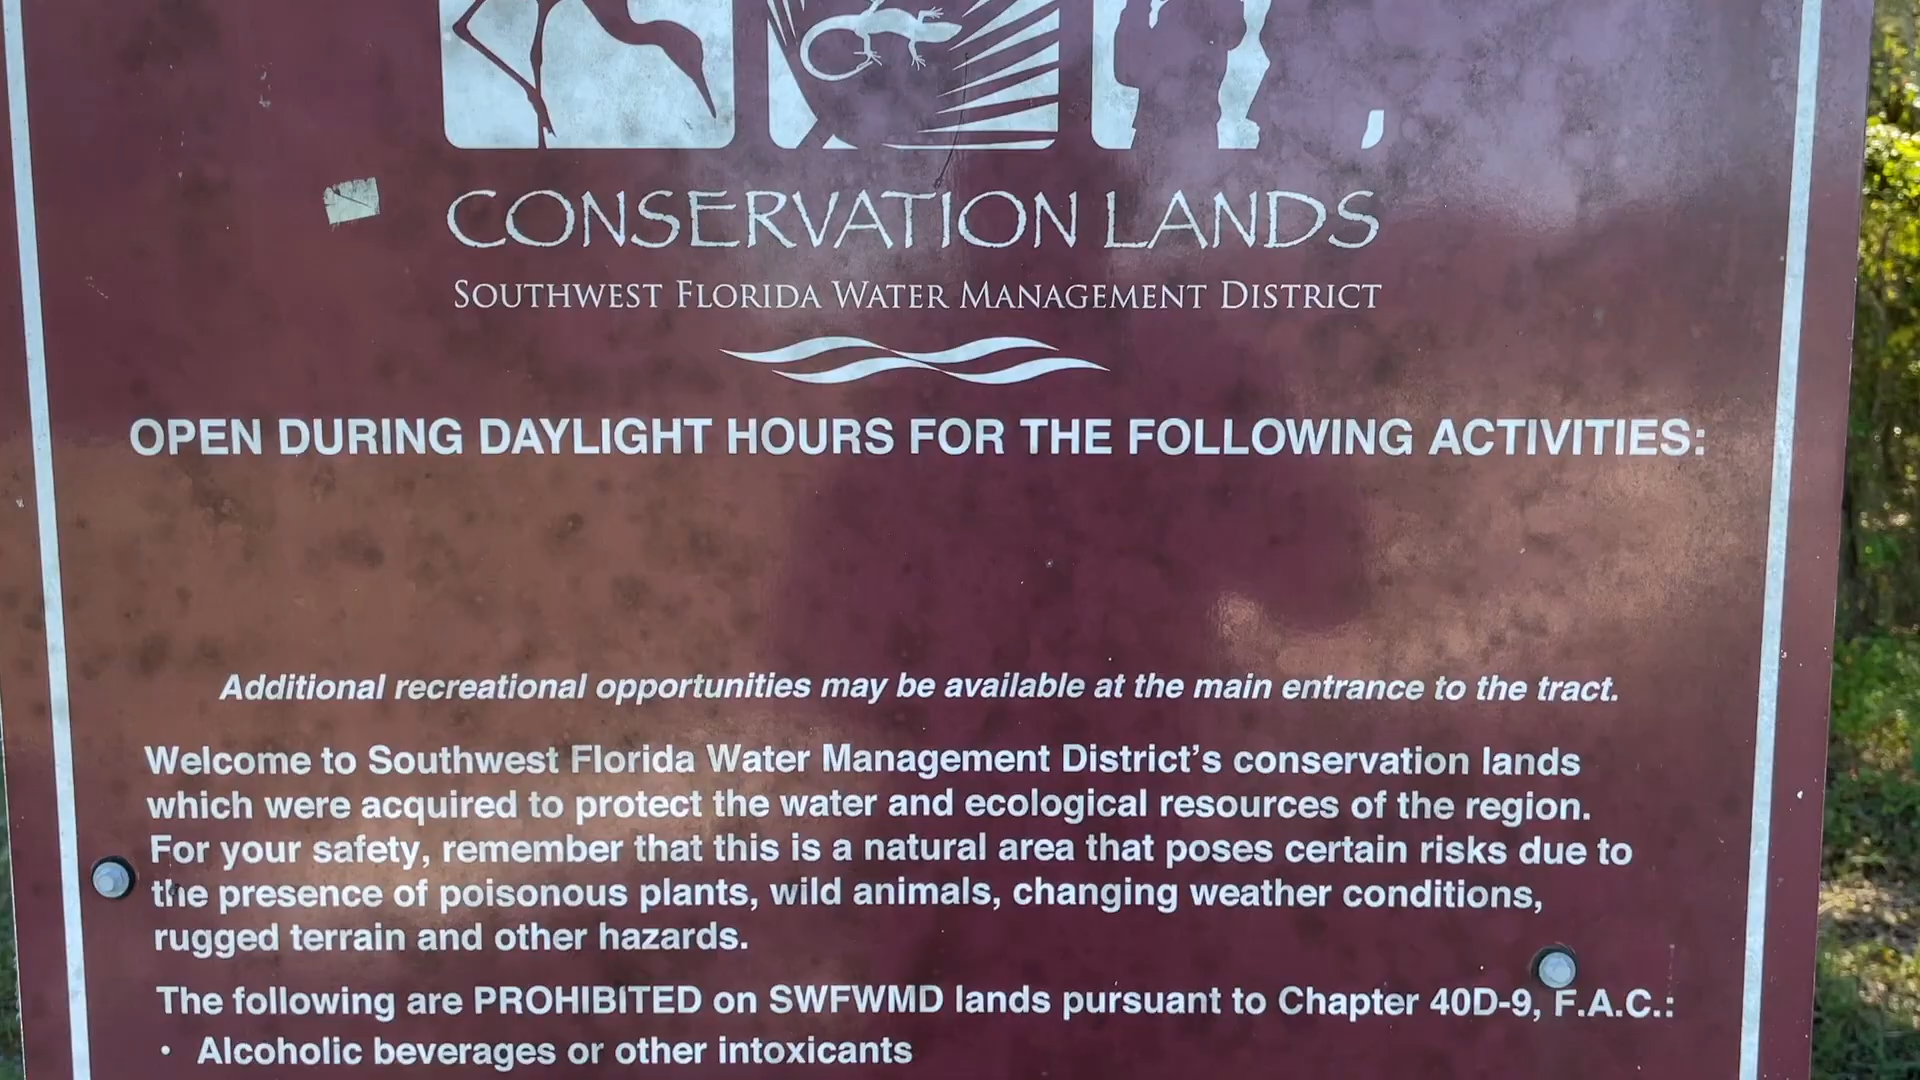 CONSERVATION LANDS
SOUTHWEST FLORIDA WATER MANAGEMENT DISTRICT
OPEN DURING DAYLIGHT HOURS FOR THE FOLLOWING ACTIVITIES:
Additional recreational opportunities may be available at the main entrance to the tract.
Welcome to Southwest Florida Water Management District's conservation lands
which were acquired to protect the water and ecological resources of the region.
For your safety, remember that this is a natural area that poses certain risks due to
the presence of poisonous plants, wild animals, changing weather conditions,
rugged terrain and other hazards.
The following are PROHIBITED on SWFWMD lands pursuant to Chapter 40D-9, F.A.C.:
• Alcoholic beverages or other intoxicants